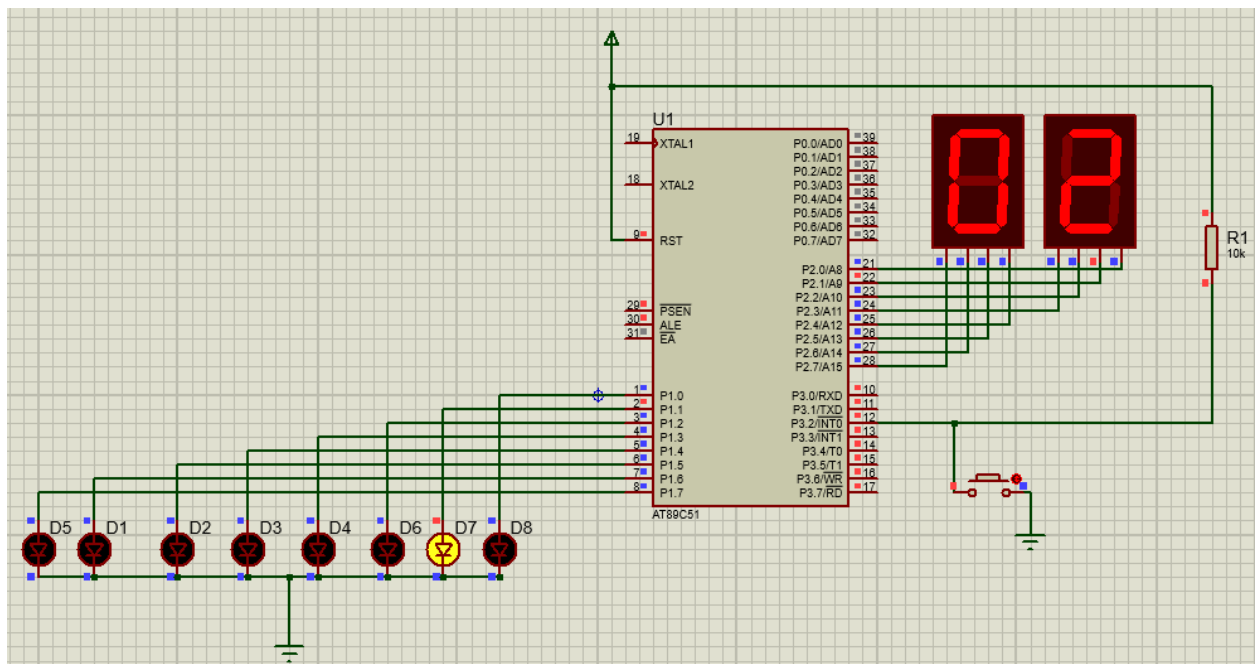 U1
19 XTAL1
18 XTAL2
9 RST
29 PSEN
30 ALE
31 EA
1 P1.0
2 P1.1
3 P1.2
4 P1.3
5 P1.4
6 P1.5
7 P1.6
8 P1.7
P0.0/AD0 39
P0.1/AD1 38
P0.2/AD2 37
P0.3/AD3 36
P0.4/AD4 35
P0.5/AD5 34
P0.6/AD6 33
P0.7/AD7 32
P2.0/A8 21
P2.1/A9 22
P2.2/A10 23
P2.3/A11 24
P2.4/A12 25
P2.5/A13 26
P2.6/A14 27
P2.7/A15 28
P3.0/RXD 10
P3.1/TXD 11
P3.2/INT0 12
P3.3/INT1 13
P3.4/T0 14
P3.5/T1 15
P3.6/WR 16
P3.7/RD 17
AT89C51
0 2
R1
10k
D5 D1 D2 D3 D4 D6 D7 D8